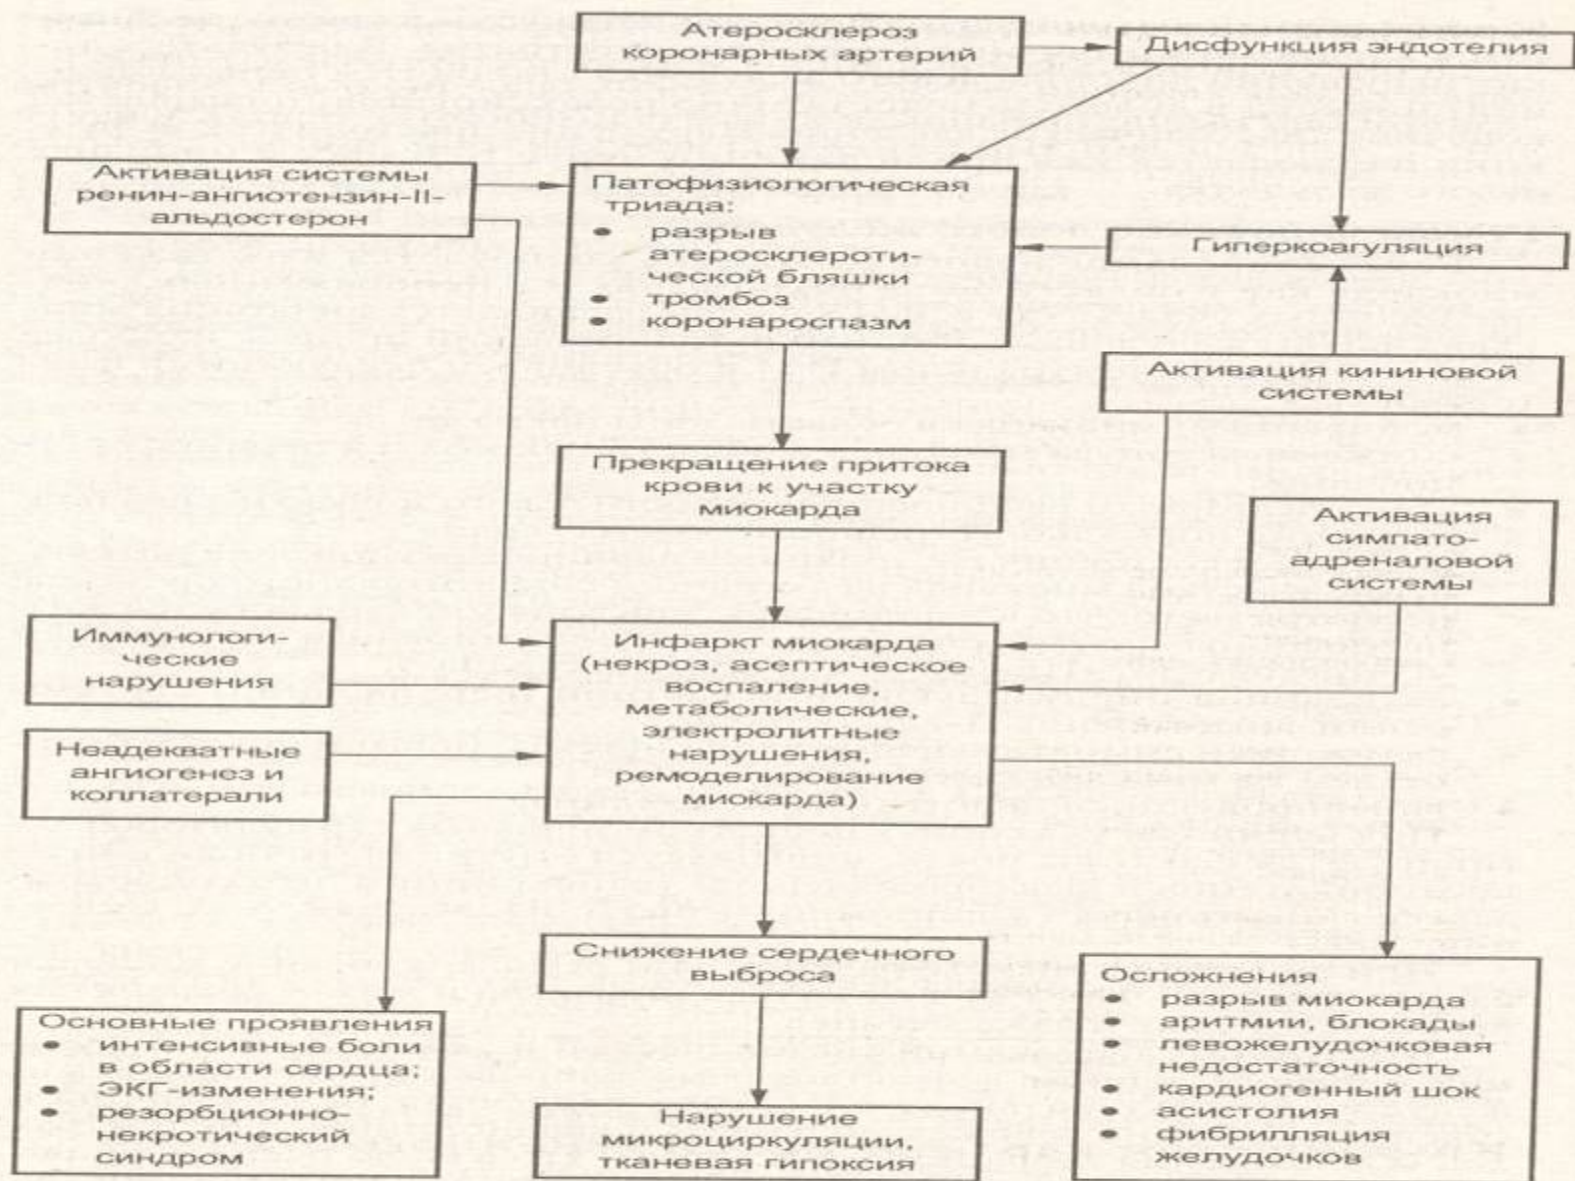 Атеросклероз
коронарных артерий
Дисфункция эндотелия
Активация системы
ренин-ангиотензин-II-
альдостерон
Патофизиологическая
триада:
• разрыв
атеросклероти-
ческой бляшки
• тромбоз
• коронароспазм
Гиперкоагуляция
Активация кининовой
системы
Прекращение притока
крови к участку
миокарда
Активация
симпато-
адреналовой
системы
Иммунологи-
ческие
нарушения
Инфаркт миокарда
(некроз, асептическое
воспаление,
метаболические,
электролитные
нарушения,
ремоделирование
миокарда)
Неадекватные
ангиогенез и
коллатерали
Снижение сердечного
выброса
Основные проявления
• интенсивные боли
в области сердца;
• ЭКГ-изменения;
• резорбционно-
некротический
синдром
Нарушение
микроциркуляции,
тканевая гипоксия
Осложнения
• разрыв миокарда
• аритмии, блокады
• левожелудочковая
недостаточность
• кардиогенный шок
• асистолия
• фибрилляция
желудочков